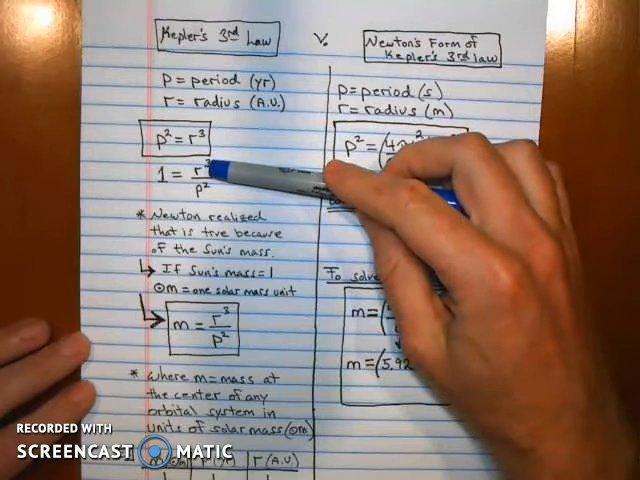 Kepler's 3rd Law
V.
Newton's Form of
Kepler's 3rd law
P = period (yr)
r = radius (A.U.)
P² = r³
1 = r³/P²
* Newton realized
that is true because
of the Sun's mass.
↳ If Sun's mass = 1
⊙m = one solar mass unit
m = r³/P²
* Where m = mass at
the center of any
orbital system in
units of solar mass (⊙m)
m ⊙m P (yr) r (A.U.)
P = period (s)
r = radius (m)
P² = (4π²
To solve
m = (
m = (5.92
RECORDED WITH
SCREENCAST MATIC